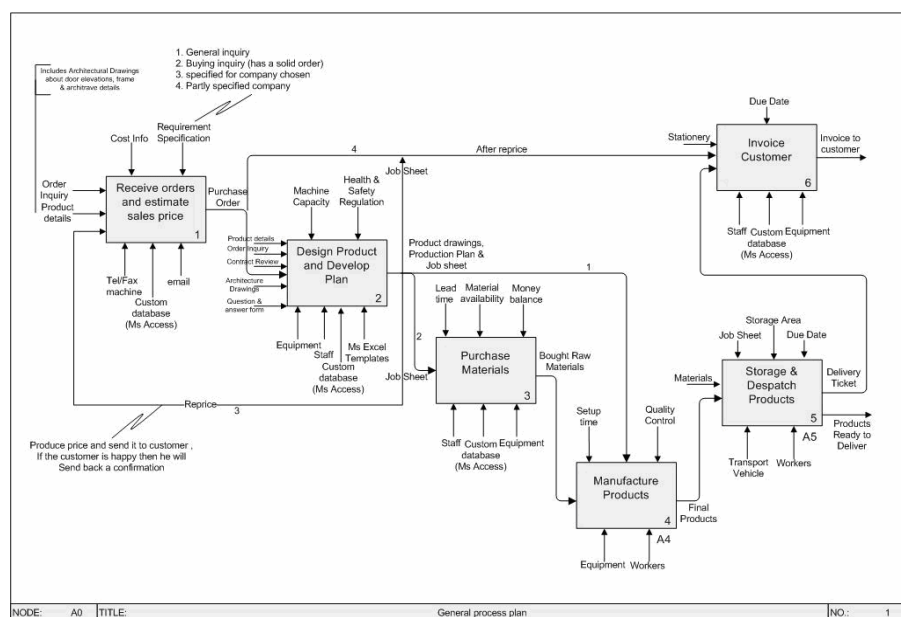 Includes Architectural Drawings
about door elevations, frame
& architrave details
1. General inquiry
2. Buying inquiry (has a solid order)
3. specified for company chosen
4. Partly specified company
Cost Info
Requirement
Specification
Order
Inquiry
Product
details
Receive orders
and estimate
sales price
1
Purchase
Order
Tel/Fax
machine
Custom
database
(Ms Access)
email
4
After reprice
Job Sheet
Machine
Capacity
Health &
Safety
Regulation
Product details
Order Inquiry
Contract Review
Architecture
Drawings
Question &
answer form
Design Product
and Develop
Plan
2
Equipment
Staff
Custom
database
(Ms Access)
Ms Excel
Templates
Product drawings,
Production Plan &
Job sheet
1
2
Job Sheet
Reprice
3
Produce price and send it to customer ,
If the customer is happy then he will
Send back a confirmation
Lead
time
Material
availability
Money
balance
Purchase
Materials
3
Bought Raw
Materials
Staff
Custom
database
(Ms Access)
Equipment
Setup
time
Quality
Control
Manufacture
Products
4
A4
Final
Products
Equipment
Workers
Storage Area
Job Sheet
Due Date
Materials
Storage &
Despatch
Products
5
A5
Delivery
Ticket
Products
Ready to
Deliver
Transport
Vehicle
Workers
Due Date
Stationery
Invoice
Customer
6
Invoice to
customer
Staff
Custom
database
(Ms Access)
Equipment
NODE: A0 TITLE: General process plan NO.: 1